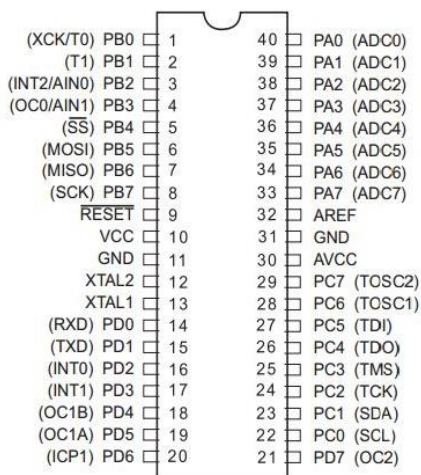 (XCK/T0) PB0 1 40 PA0 (ADC0)
(T1) PB1 2 39 PA1 (ADC1)
(INT2/AIN0) PB2 3 38 PA2 (ADC2)
(OC0/AIN1) PB3 4 37 PA3 (ADC3)
(SS) PB4 5 36 PA4 (ADC4)
(MOSI) PB5 6 35 PA5 (ADC5)
(MISO) PB6 7 34 PA6 (ADC6)
(SCK) PB7 8 33 PA7 (ADC7)
RESET 9 32 AREF
VCC 10 31 GND
GND 11 30 AVCC
XTAL2 12 29 PC7 (TOSC2)
XTAL1 13 28 PC6 (TOSC1)
(RXD) PD0 14 27 PC5 (TDI)
(TXD) PD1 15 26 PC4 (TDO)
(INT0) PD2 16 25 PC3 (TMS)
(INT1) PD3 17 24 PC2 (TCK)
(OC1B) PD4 18 23 PC1 (SDA)
(OC1A) PD5 19 22 PC0 (SCL)
(ICP1) PD6 20 21 PD7 (OC2)